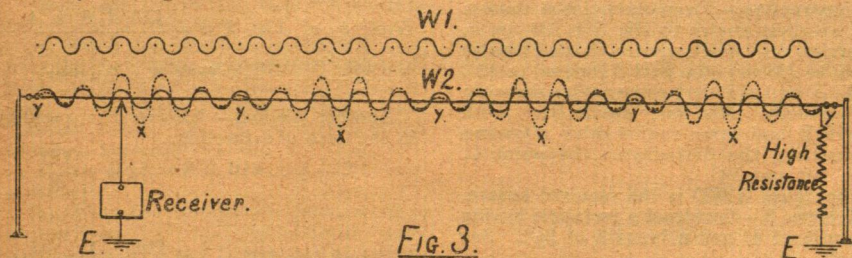 W1.
W2.
Y Y. Y. Y Y
X X X X
High
Resistance
Receiver.
E. E
FIG. 3.